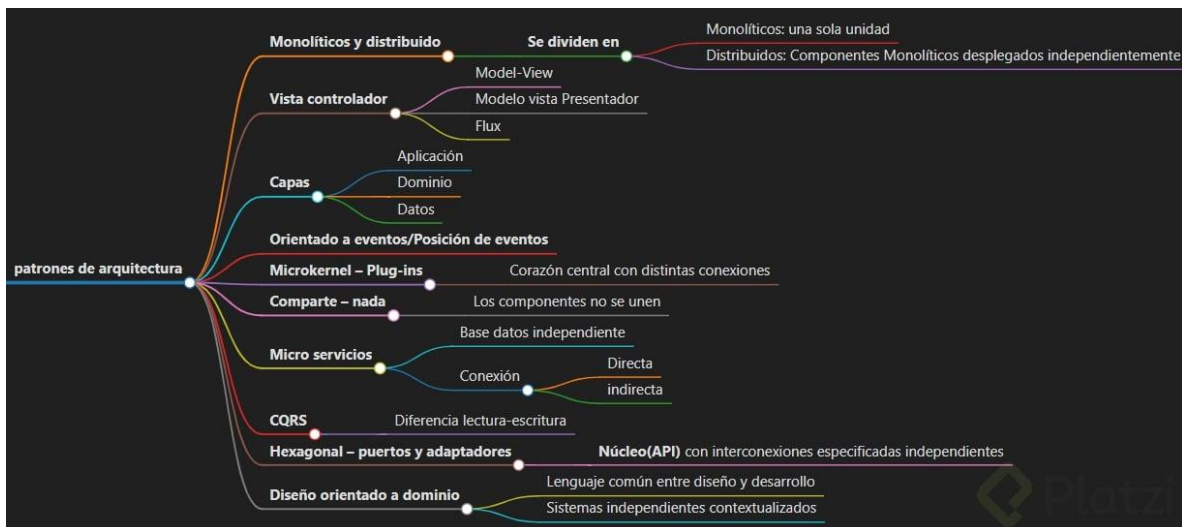 patrones de arquitectura
Monolíticos y distribuido
Se dividen en
Monolíticos: una sola unidad
Distribuidos: Componentes Monolíticos desplegados independientemente
Vista controlador
Model-View
Modelo vista Presentador
Flux
Capas
Aplicación
Dominio
Datos
Orientado a eventos/Posición de eventos
Microkernel – Plug-ins
Corazón central con distintas conexiones
Comparte – nada
Los componentes no se unen
Micro servicios
Base datos independiente
Conexión
Directa
indirecta
CQRS
Diferencia lectura-escritura
Hexagonal – puertos y adaptadores
Núcleo(API) con interconexiones especificadas independientes
Diseño orientado a dominio
Lenguaje común entre diseño y desarrollo
Sistemas independientes contextualizados
Platzi